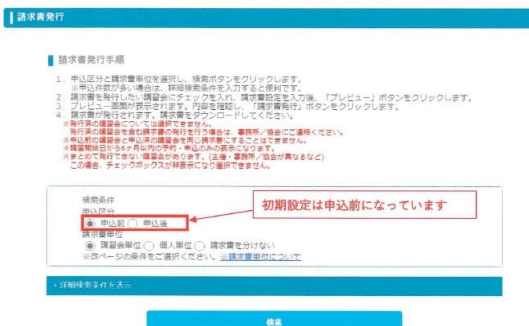 請求書発行
請求書発行手順
1. 申込区分と請求書単位を選択し、検索ボタンをクリックします。
※申込件数が多い場合は、詳細検索条件を入力すると便利です。
2. 請求書を発行したい講習会にチェックを入れ、請求書設定を入力後、「プレビュー」ボタンをクリックします。
3. プレビュー画面が表示されます。内容を確認し、「請求書発行」ボタンをクリックします。
4. 請求書が発行されます。請求書をダウンロードしてください。
※発行済の講習会については選択できません。
発行済の講習会を含む請求書の発行を行う場合は、事務所／協会にご連絡ください。
※申込前の講習会と申込済の講習会を同じ請求書にすることはできません。
※講習開始日から6ヶ月以内の予約・申込のみの表示になります。
※まとめて発行できない講習会があります。(主催・事務所／協会が異なるなど)
この場合、チェックボックスが非表示になり選択できません。
検索条件
申込区分
申込前 申込後
初期設定は申込前になっています
請求書単位
講習会単位 個人単位 請求書を分けない
※改ページの条件をご選択ください。※請求書単位について
+詳細検索条件を表示
検索